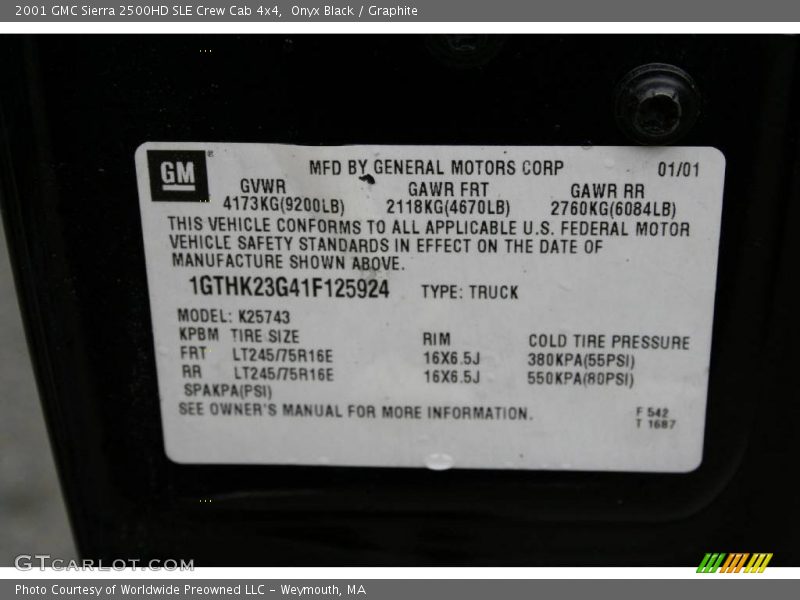 2001 GMC Sierra 2500HD SLE Crew Cab 4x4,  Onyx Black / Graphite
GM ® MFD BY GENERAL MOTORS CORP 01/01
GVWR GAWR FRT GAWR RR
4173KG(9200LB) 2118KG(4670LB) 2760KG(6084LB)
THIS VEHICLE CONFORMS TO ALL APPLICABLE U.S. FEDERAL MOTOR
VEHICLE SAFETY STANDARDS IN EFFECT ON THE DATE OF
MANUFACTURE SHOWN ABOVE.
1GTHK23G41F125924 TYPE: TRUCK
MODEL: K25743
KPBM TIRE SIZE RIM COLD TIRE PRESSURE
FRT LT245/75R16E 16X6.5J 380KPA(55PSI)
RR LT245/75R16E 16X6.5J 550KPA(80PSI)
SPAKPA(PSI)
SEE OWNER'S MANUAL FOR MORE INFORMATION. F 542
T 1687
GTCARLOT.COM
Photo Courtesy of Worldwide Preowned LLC - Weymouth, MA